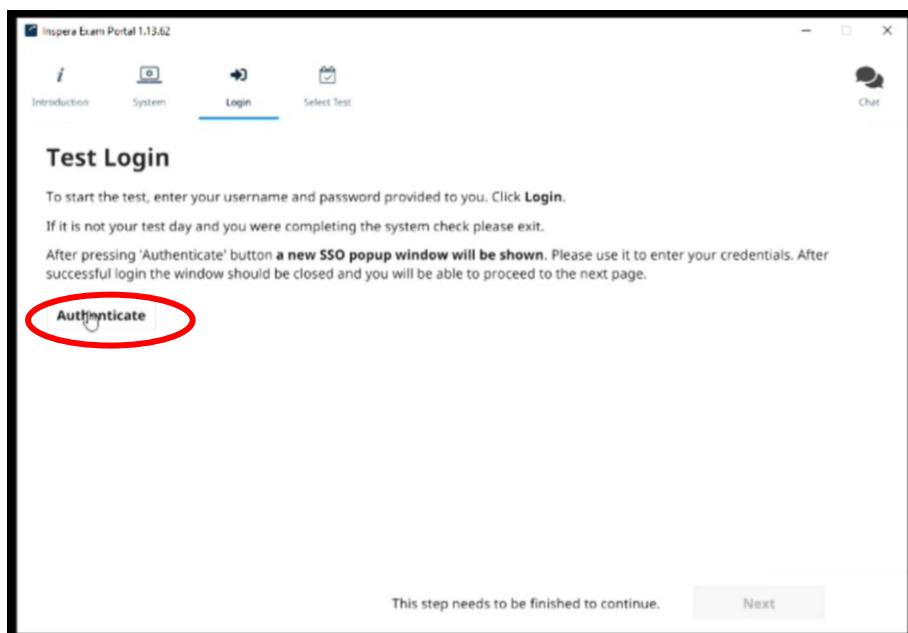 Inspera Exam Portal 1.13.62
Introduction System Login Select Test Chat
Test Login
To start the test, enter your username and password provided to you. Click Login.
If it is not your test day and you were completing the system check please exit.
After pressing 'Authenticate' button a new SSO popup window will be shown. Please use it to enter your credentials. After
successful login the window should be closed and you will be able to proceed to the next page.
Authenticate
This step needs to be finished to continue. Next